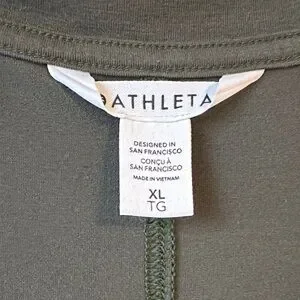 ATHLETA
DESIGNED IN
SAN FRANCISCO
CONÇU À
SAN FRANCISCO
MADE IN VIETNAM
XL
TG